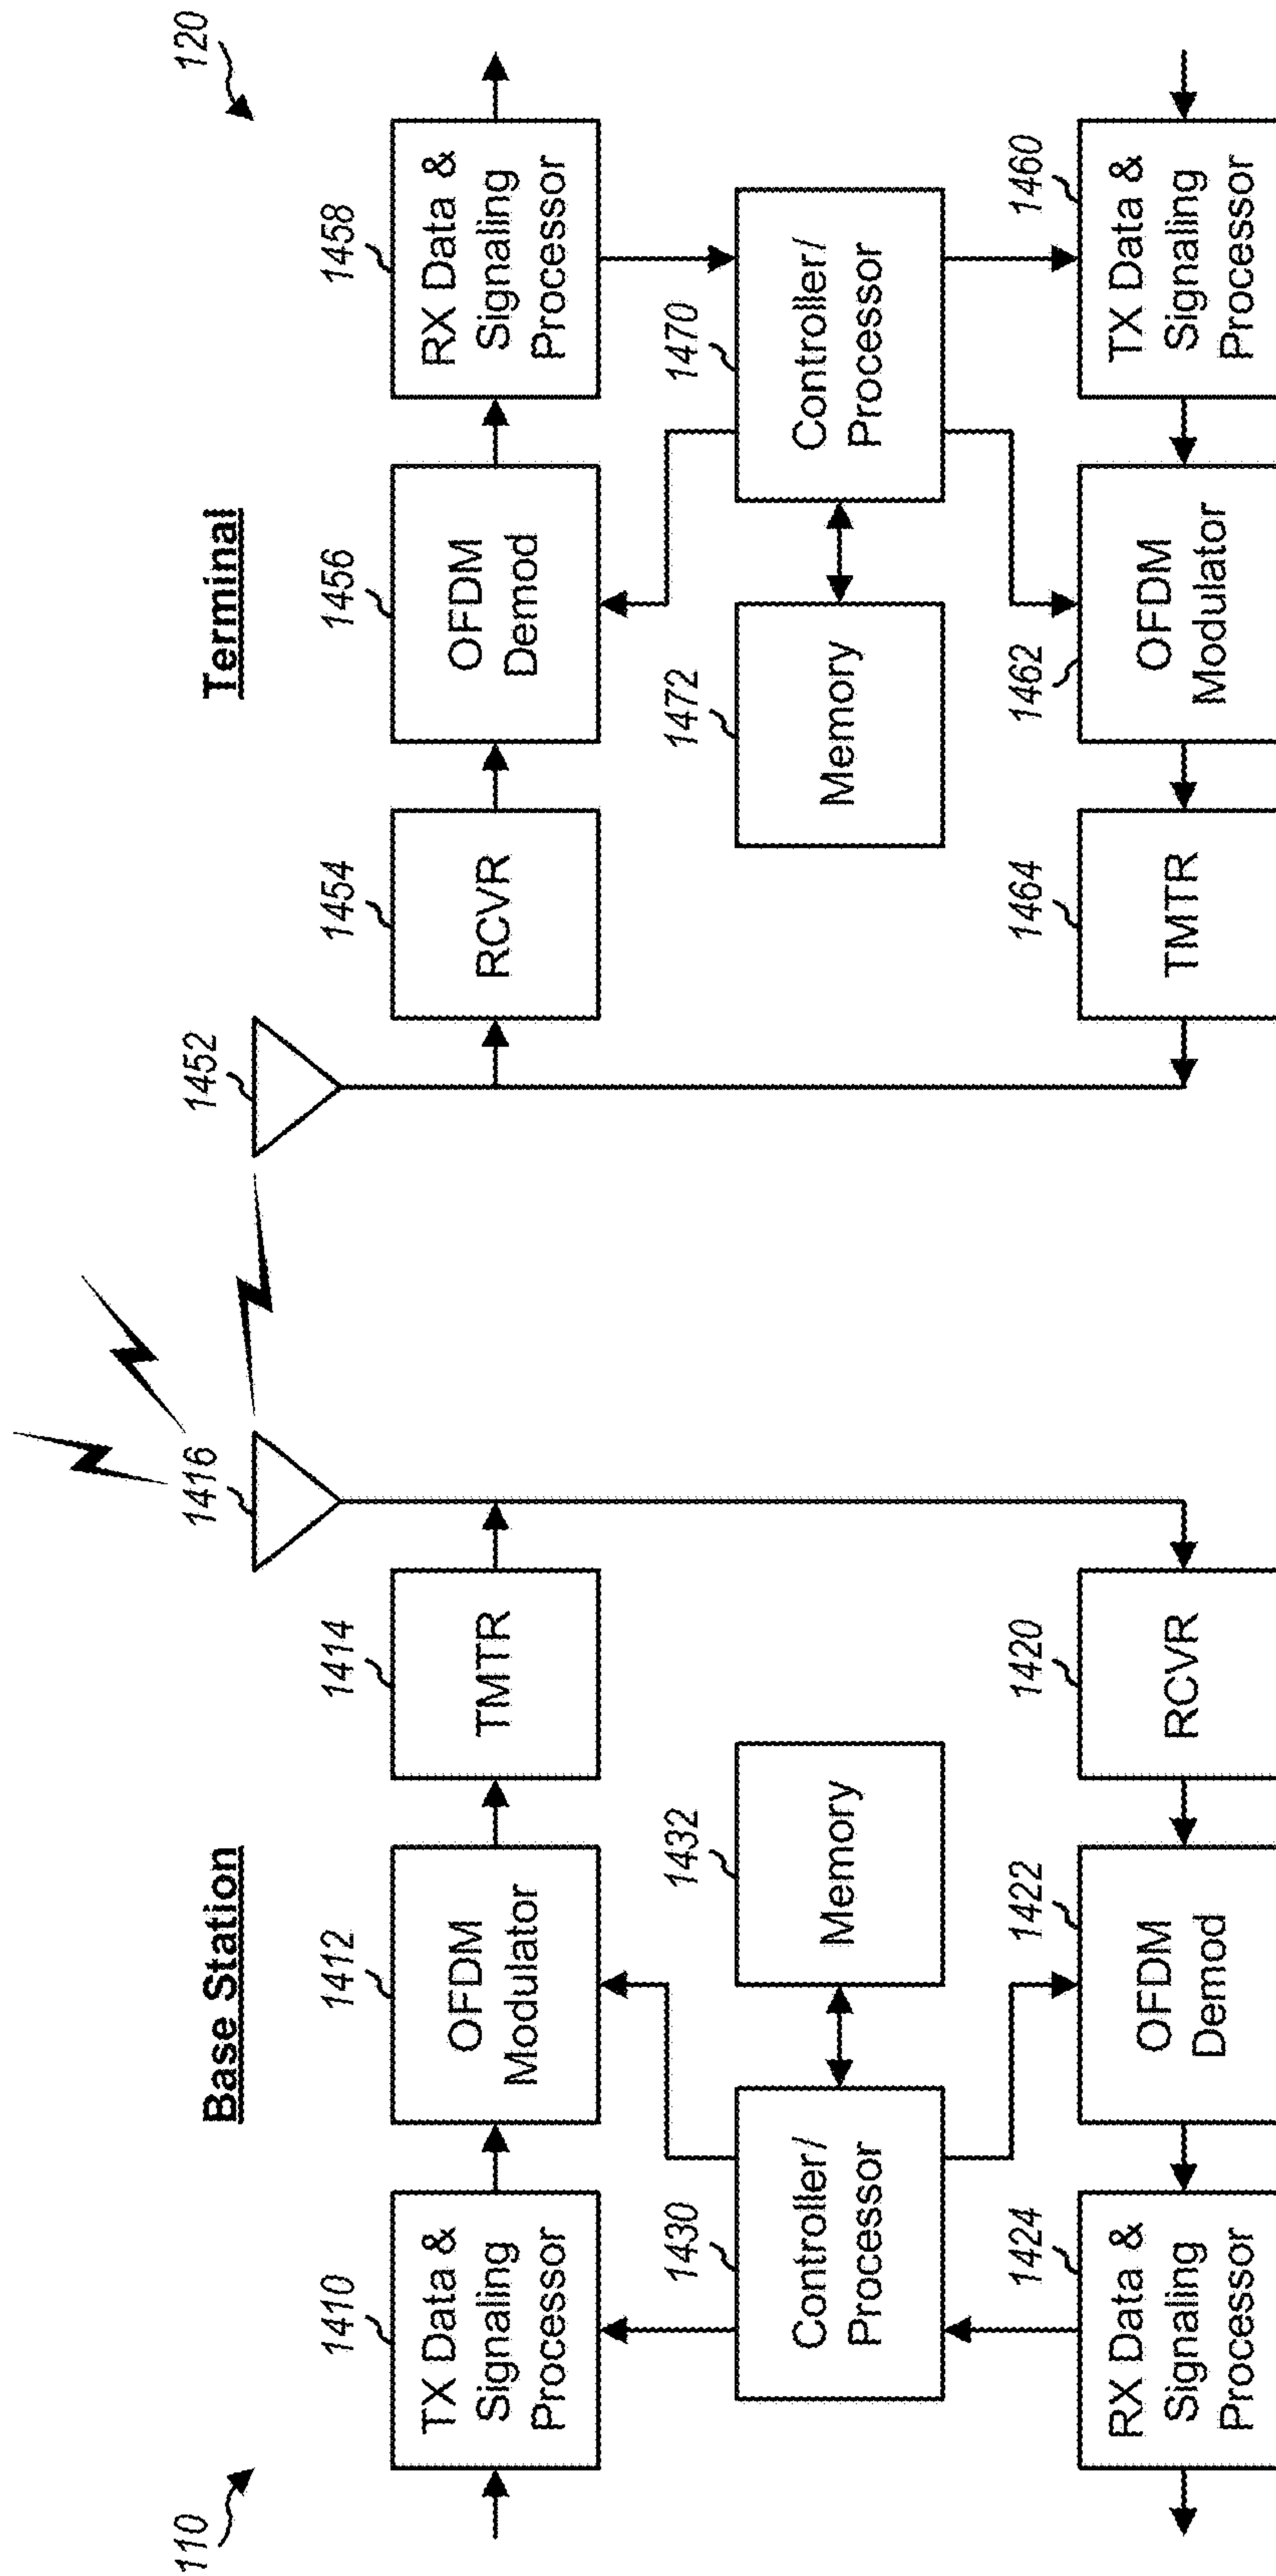 110
Base Station
1410
TX Data &
Signaling
Processor
1412
OFDM
Modulator
1414
TMTR
1416
1430
Controller/
Processor
1432
Memory
1424
RX Data &
Signaling
Processor
1422
OFDM
Demod
1420
RCVR
120
Terminal
1452
1454
RCVR
1456
OFDM
Demod
1458
RX Data &
Signaling
Processor
1472
Memory
1470
Controller/
Processor
1464
TMTR
1462
OFDM
Modulator
1460
TX Data &
Signaling
Processor